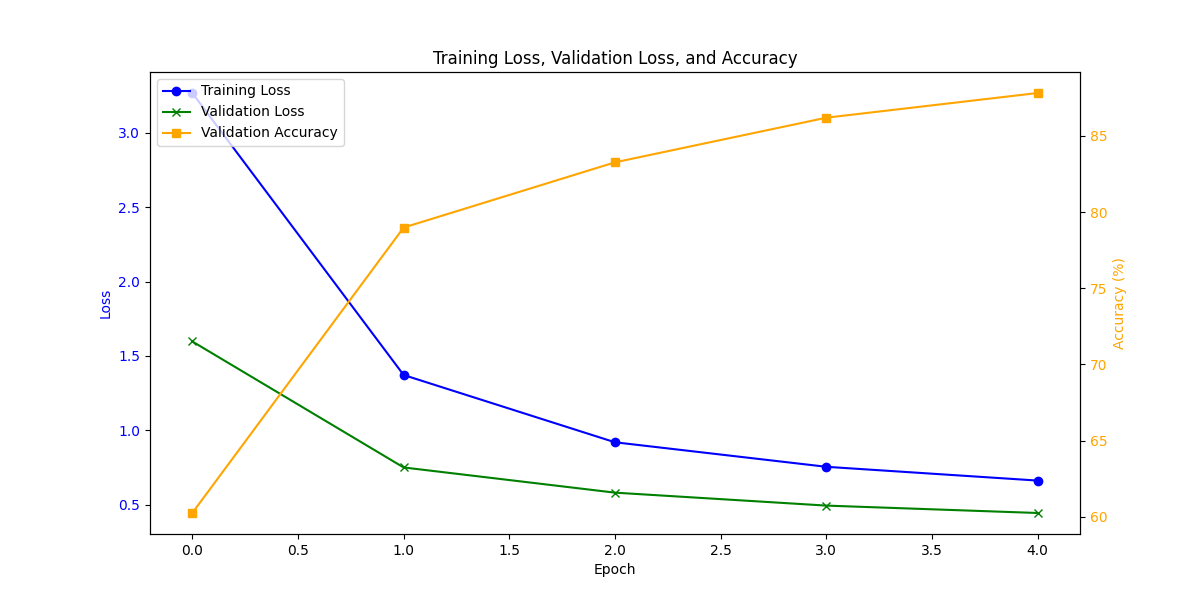 Training Loss, Validation Loss, and Accuracy
Training Loss
Validation Loss
Validation Accuracy
3.0
2.5
2.0
1.5
1.0
0.5
Loss
85
80
75
70
65
60
Accuracy (%)
0.0 0.5 1.0 1.5 2.0 2.5 3.0 3.5 4.0
Epoch